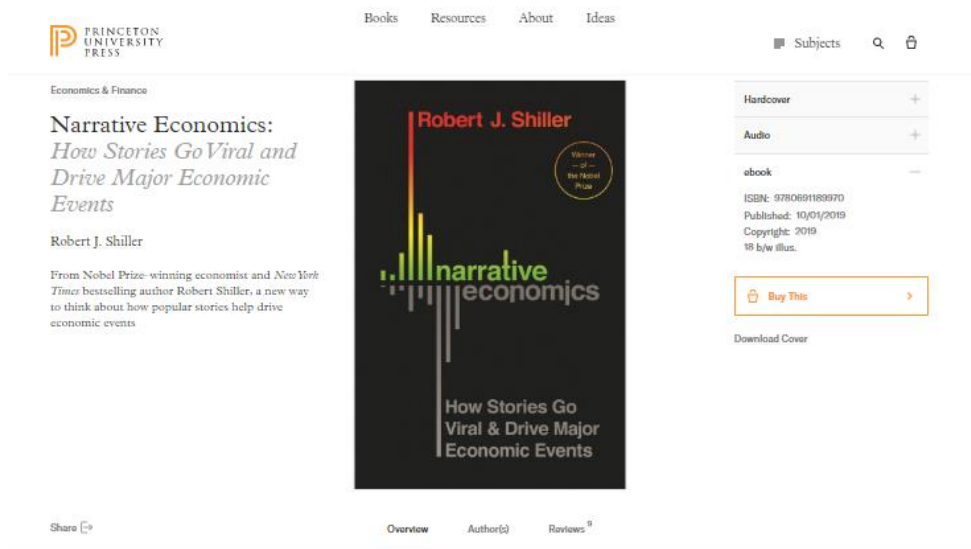 PRINCETON
UNIVERSITY
PRESS
Books Resources About Ideas
Subjects
Economics & Finance
Narrative Economics:
How Stories Go Viral and
Drive Major Economic
Events
Robert J. Shiller
From Nobel Prize-winning economist and New York
Times bestselling author Robert Shiller, a new way
to think about how popular stories help drive
economic events
Robert J. Shiller
Winner
— of —
the Nobel
Prize
narrative
economics
How Stories Go
Viral & Drive Major
Economic Events
Hardcover
Audio
ebook
ISBN: 9780691189970
Published: 10/01/2019
Copyright: 2019
18 b/w illus.
Buy This
Download Cover
Share
Overview Author(s) Reviews 9